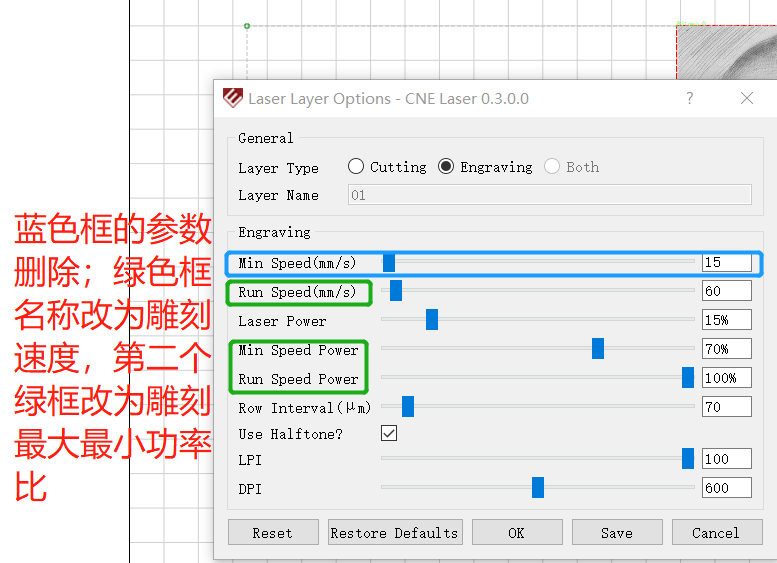 Laser Layer Options - CNE Laser 0.3.0.0
?
General
Layer Type Cutting Engraving Both
Layer Name 01
Engraving
Min Speed(mm/s) 15
Run Speed(mm/s) 60
Laser Power 15%
Min Speed Power 70%
Run Speed Power 100%
Row Interval(μm) 70
Use Halftone?
LPI 100
DPI 600
Reset Restore Defaults OK Save Cancel
蓝色框的参数
删除；绿色框
名称改为雕刻
速度，第二个
绿框改为雕刻
最大最小功率
比